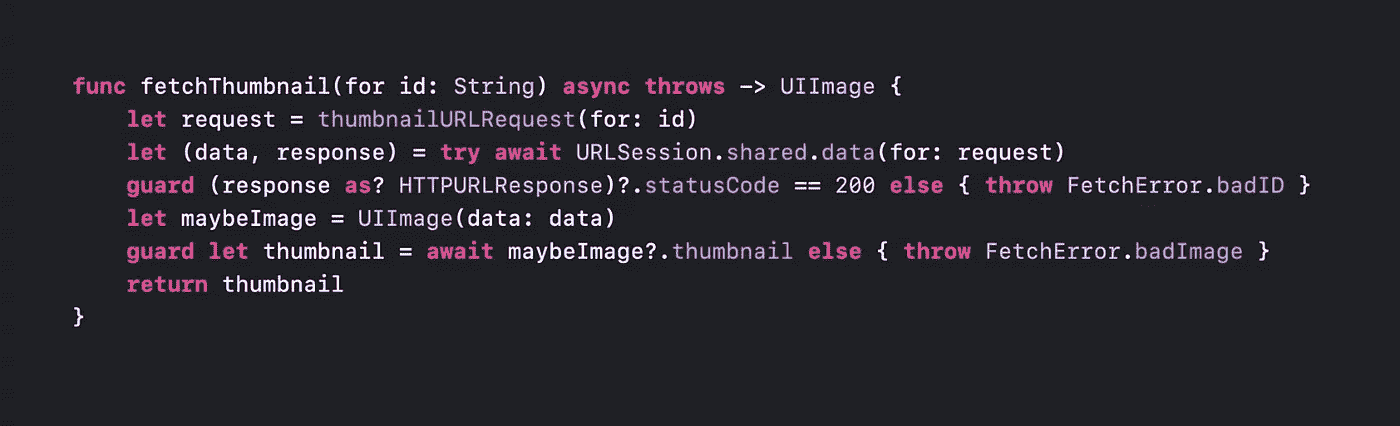 func fetchThumbnail(for id: String) async throws -> UIImage {
    let request = thumbnailURLRequest(for: id)
    let (data, response) = try await URLSession.shared.data(for: request)
    guard (response as? HTTPURLResponse)?.statusCode == 200 else { throw FetchError.badID }
    let maybeImage = UIImage(data: data)
    guard let thumbnail = await maybeImage?.thumbnail else { throw FetchError.badImage }
    return thumbnail
}